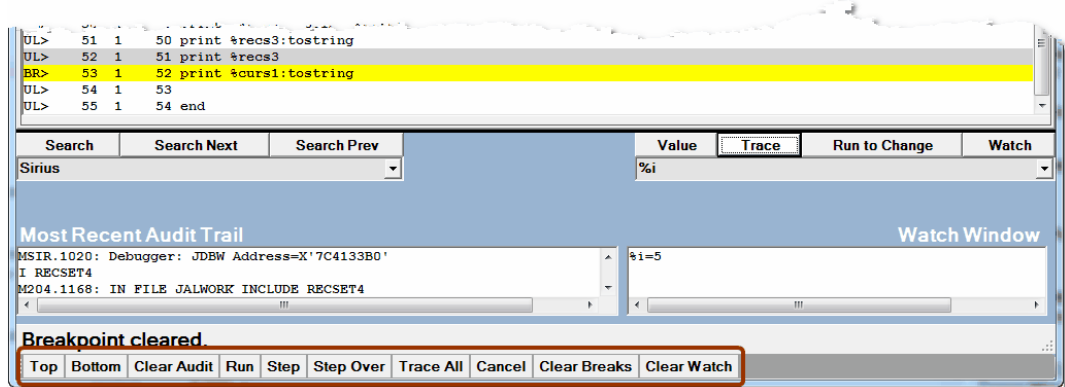 UL> 51 1 50 print %recs3:tostring
UL> 52 1 51 print %recs3
BR> 53 1 52 print %curs1:tostring
UL> 54 1 53
UL> 55 1 54 end
Search Search Next Search Prev Value Trace Run to Change Watch
Sirius %i
Most Recent Audit Trail Watch Window
MSIR.1020: Debugger: JDBW Address=X'7C4133B0' %i=5
I RECSET4
M204.1168: IN FILE JALWORK INCLUDE RECSET4
Breakpoint cleared.
Top Bottom Clear Audit Run Step Step Over Trace All Cancel Clear Breaks Clear Watch